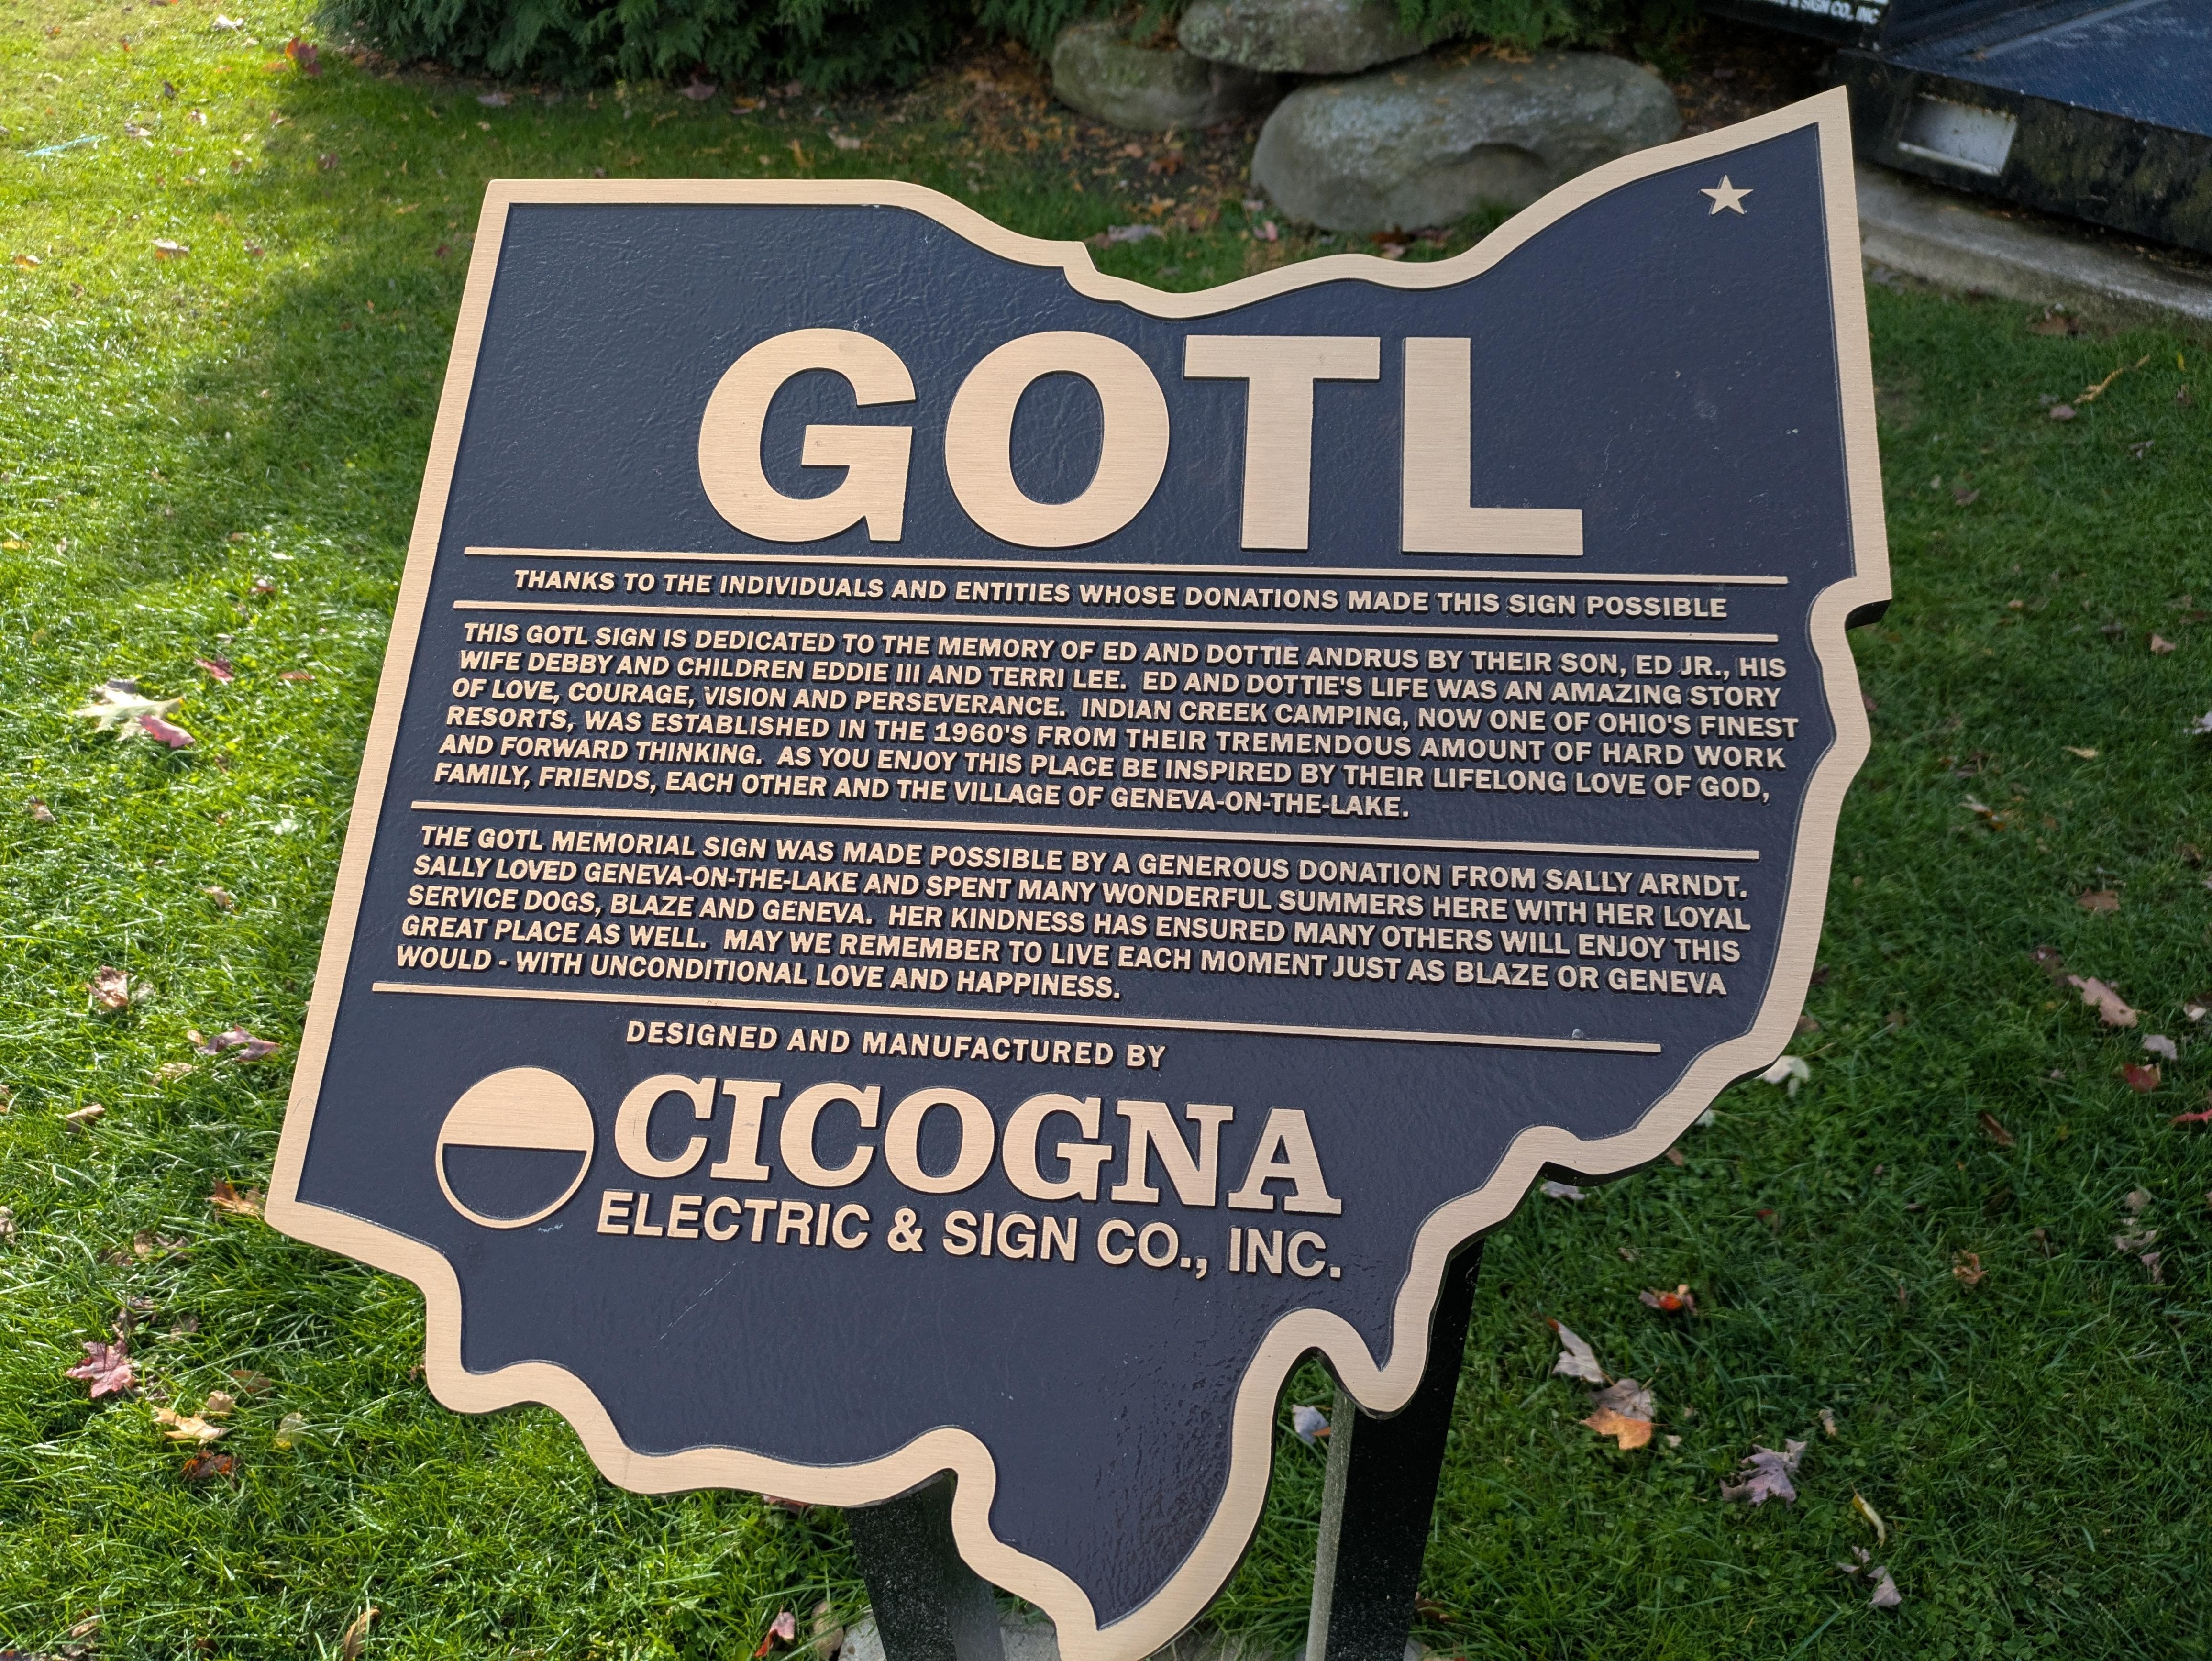 & SIGN CO., INC
GOTL
THANKS TO THE INDIVIDUALS AND ENTITIES WHOSE DONATIONS MADE THIS SIGN POSSIBLE
THIS GOTL SIGN IS DEDICATED TO THE MEMORY OF ED AND DOTTIE ANDRUS BY THEIR SON, ED JR., HIS
WIFE DEBBY AND CHILDREN EDDIE III AND TERRI LEE. ED AND DOTTIE'S LIFE WAS AN AMAZING STORY
OF LOVE, COURAGE, VISION AND PERSEVERANCE. INDIAN CREEK CAMPING, NOW ONE OF OHIO'S FINEST
RESORTS, WAS ESTABLISHED IN THE 1960'S FROM THEIR TREMENDOUS AMOUNT OF HARD WORK
AND FORWARD THINKING. AS YOU ENJOY THIS PLACE BE INSPIRED BY THEIR LIFELONG LOVE OF GOD,
FAMILY, FRIENDS, EACH OTHER AND THE VILLAGE OF GENEVA-ON-THE-LAKE.
THE GOTL MEMORIAL SIGN WAS MADE POSSIBLE BY A GENEROUS DONATION FROM SALLY ARNDT.
SALLY LOVED GENEVA-ON-THE-LAKE AND SPENT MANY WONDERFUL SUMMERS HERE WITH HER LOYAL
SERVICE DOGS, BLAZE AND GENEVA. HER KINDNESS HAS ENSURED MANY OTHERS WILL ENJOY THIS
GREAT PLACE AS WELL. MAY WE REMEMBER TO LIVE EACH MOMENT JUST AS BLAZE OR GENEVA
WOULD - WITH UNCONDITIONAL LOVE AND HAPPINESS.
DESIGNED AND MANUFACTURED BY
CICOGNA
ELECTRIC & SIGN CO., INC.